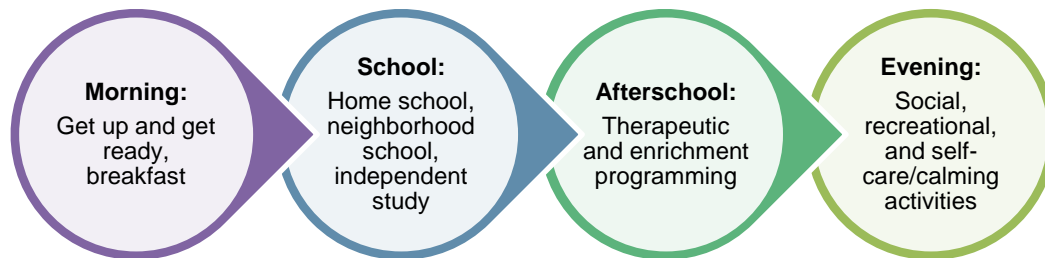 Morning:
Get up and get
ready,
breakfast
School:
Home school,
neighborhood
school,
independent
study
Afterschool:
Therapeutic
and enrichment
programming
Evening:
Social,
recreational,
and self-
care/calming
activities